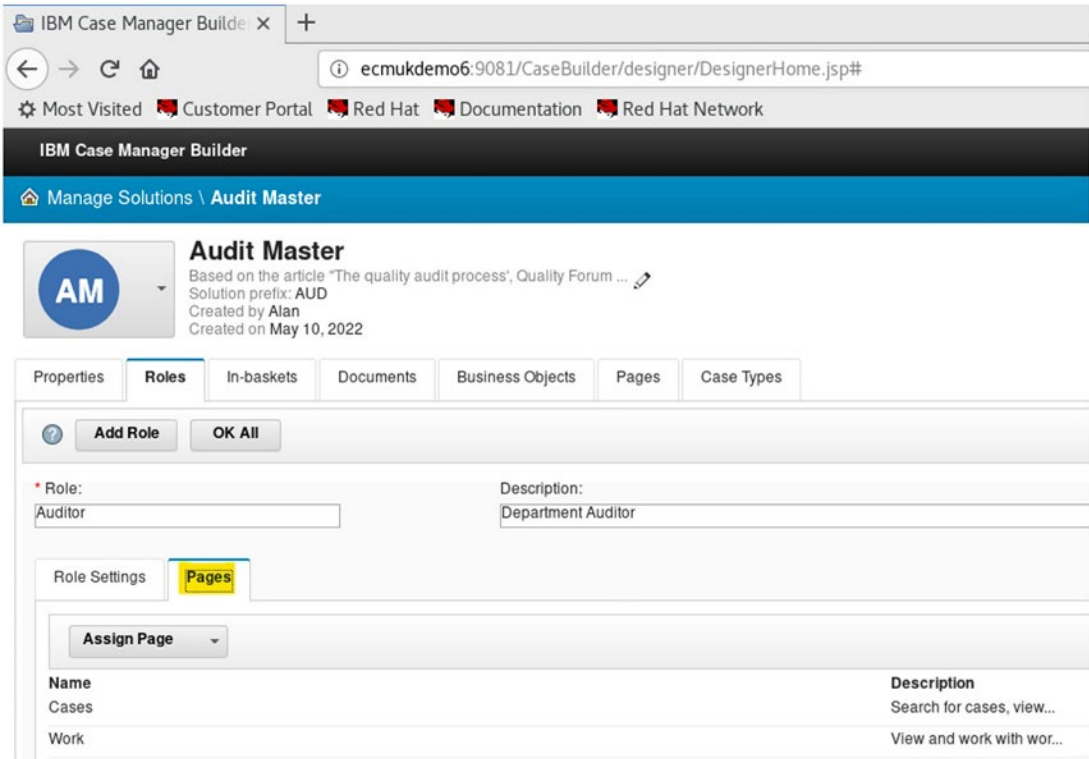 IBM Case Manager Builde
ecmukdemo6:9081/CaseBuilder/designer/DesignerHome.jsp#
Most Visited Customer Portal Red Hat Documentation Red Hat Network
IBM Case Manager Builder
Manage Solutions \ Audit Master
AM
Audit Master
Based on the article "The quality audit process', Quality Forum ...
Solution prefix: AUD
Created by Alan
Created on May 10, 2022
Properties Roles In-baskets Documents Business Objects Pages Case Types
? Add Role OK All
* Role: Description:
Auditor Department Auditor
Role Settings Pages
Assign Page
Name Description
Cases Search for cases, view...
Work View and work with wor...